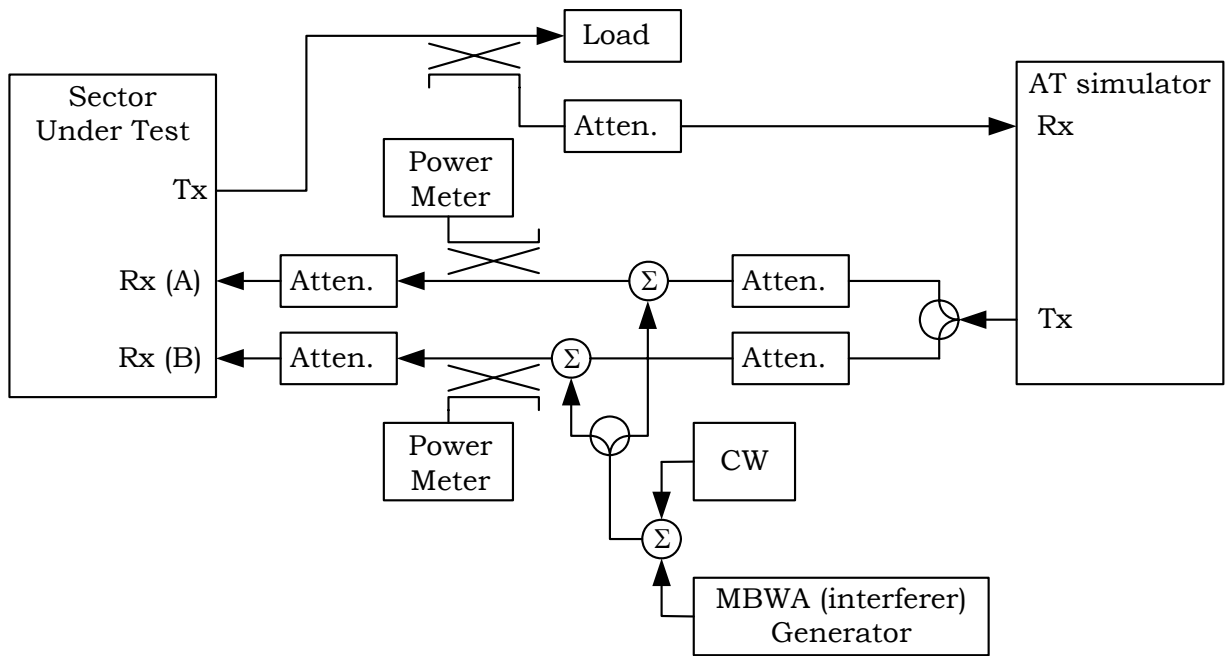 Load
Sector
Under Test
AT simulator
Atten.
Rx
Power
Meter
Tx
Rx (A)
Atten.
Σ
Atten.
Tx
Rx (B)
Atten.
Σ
Atten.
Power
Meter
CW
Σ
MBWA (interferer)
Generator